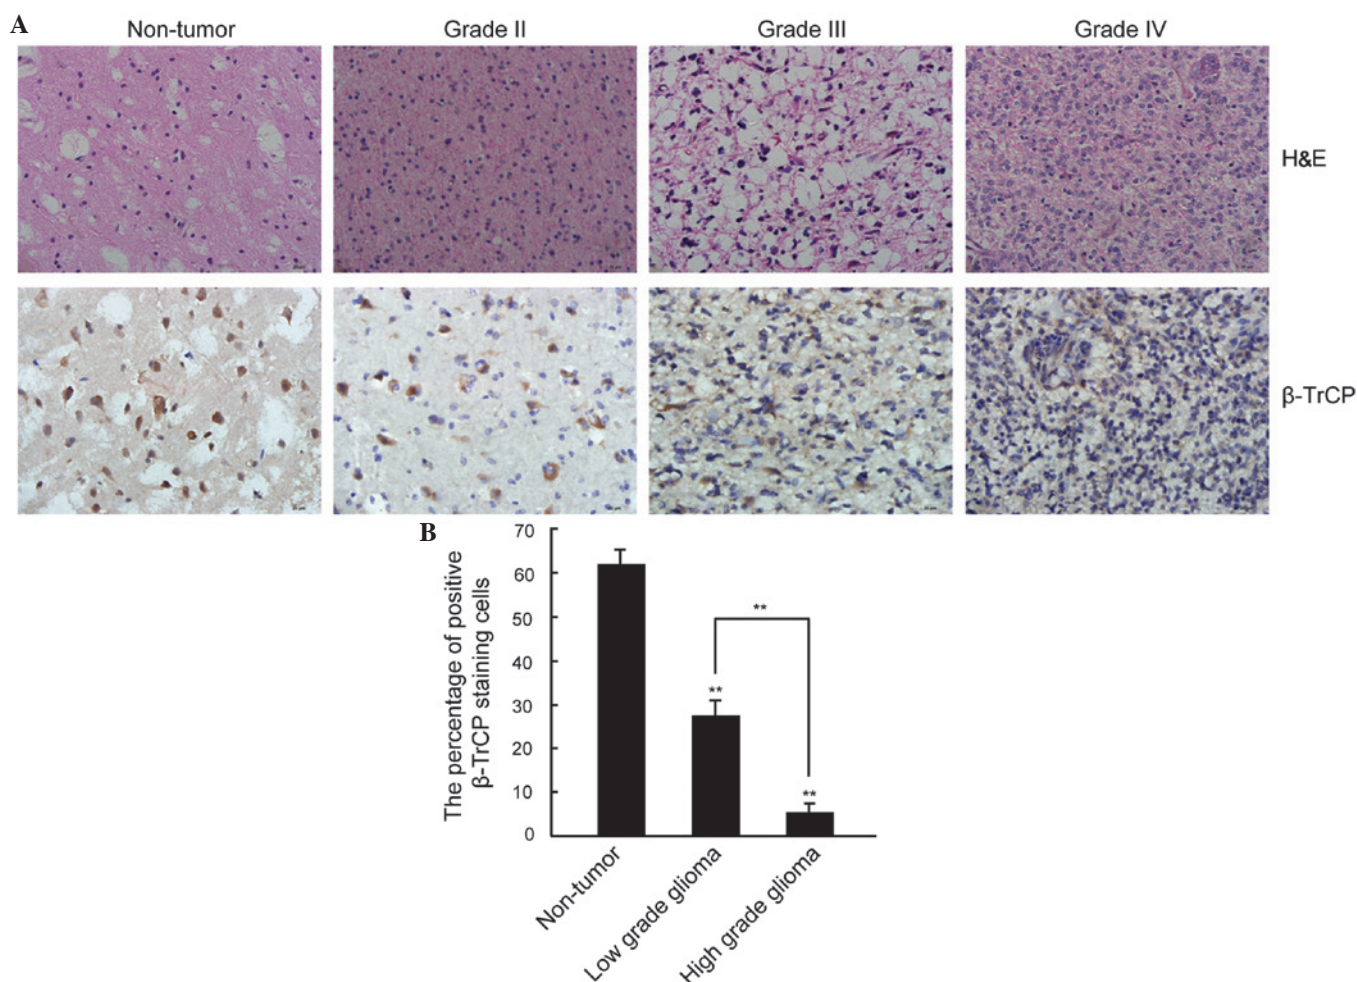 A
Non-tumor
Grade II
Grade III
Grade IV
H&E
β-TrCP
B
The percentage of positive
β-TrCP staining cells
70
60
50
40
30
20
10
0
**
**
**
Non-tumor
Low grade glioma
High grade glioma